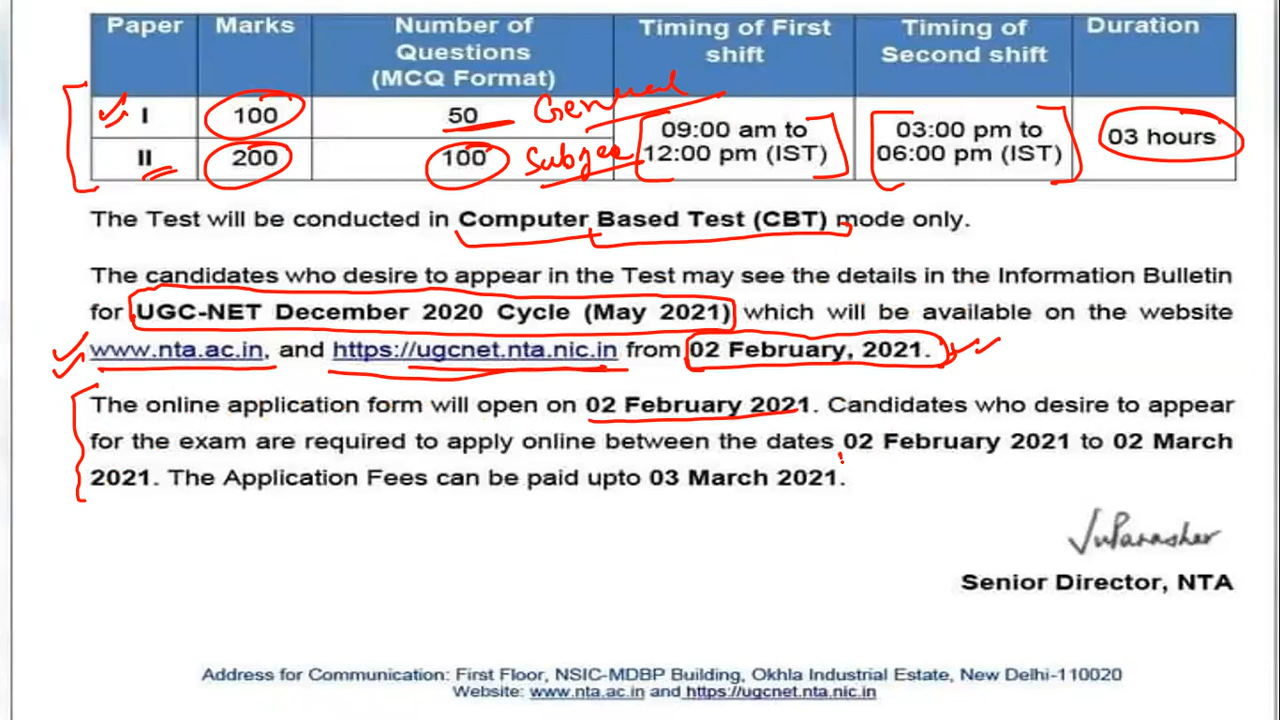 Paper Marks Number of Questions (MCQ Format) Timing of First shift Timing of Second shift Duration
I 100 50 General 09:00 am to 12:00 pm (IST) 03:00 pm to 06:00 pm (IST) 03 hours
II 200 100
The Test will be conducted in Computer Based Test (CBT) mode only.
The candidates who desire to appear in the Test may see the details in the Information Bulletin
for UGC-NET December 2020 Cycle (May 2021) which will be available on the website
www.nta.ac.in, and https://ugcnet.nta.nic.in from 02 February, 2021.
The online application form will open on 02 February 2021. Candidates who desire to appear
for the exam are required to apply online between the dates 02 February 2021 to 02 March
2021. The Application Fees can be paid upto 03 March 2021.
Senior Director, NTA
Address for Communication: First Floor, NSIC-MDBP Building, Okhla Industrial Estate, New Delhi-110020
Website: www.nta.ac.in and https://ugcnet.nta.nic.in